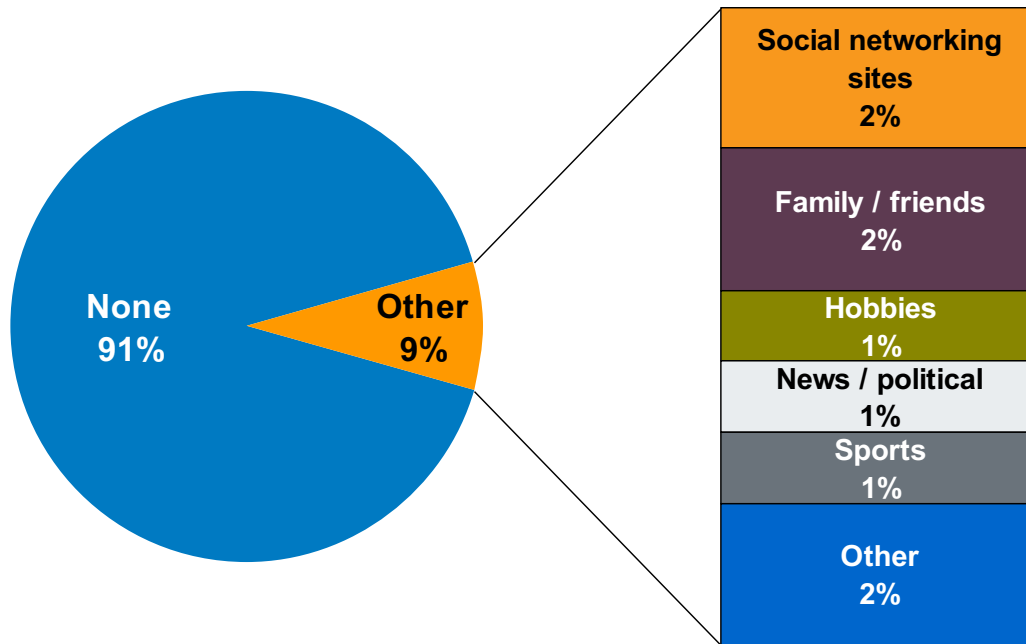 None
91%
Other
9%
Social networking
sites
2%
Family / friends
2%
Hobbies
1%
News / political
1%
Sports
1%
Other
2%